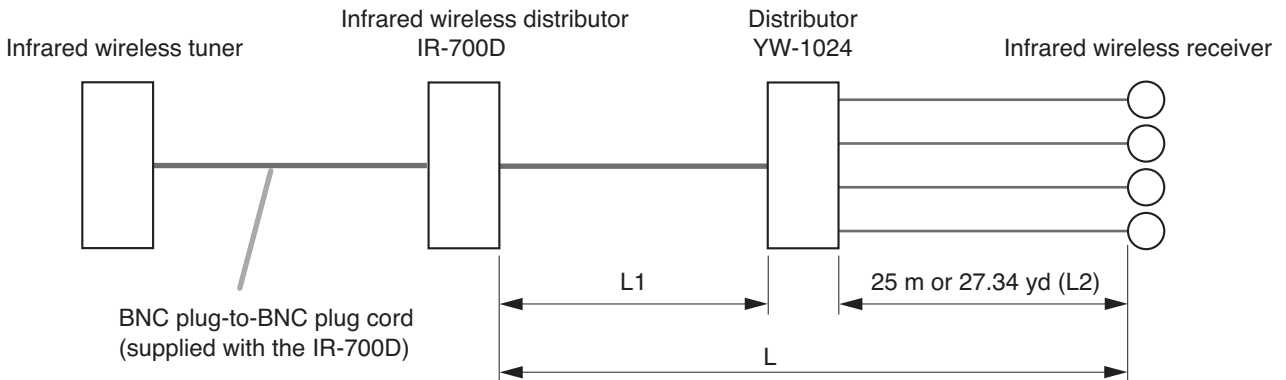 Infrared wireless tuner
Infrared wireless distributor
IR-700D
Distributor
YW-1024
Infrared wireless receiver
L1
25 m or 27.34 yd (L2)
BNC plug-to-BNC plug cord
(supplied with the IR-700D)
L